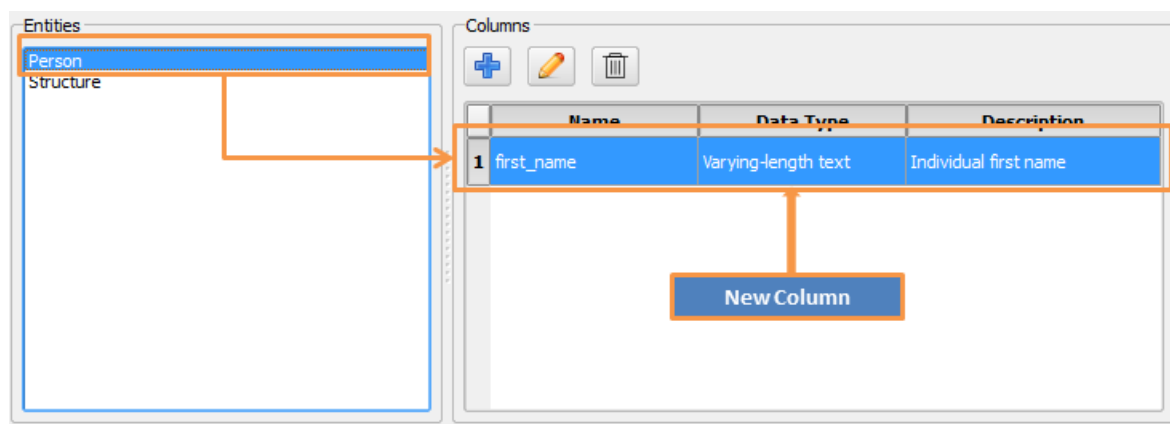 Entities
Person
Structure
Columns
Name Data Type Description
1 first_name Varying-length text Individual first name
New Column